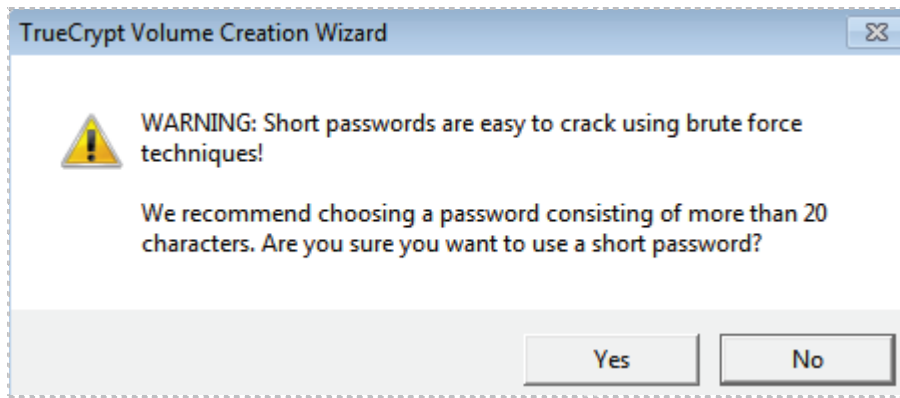 TrueCrypt Volume Creation Wizard
WARNING: Short passwords are easy to crack using brute force
techniques!
We recommend choosing a password consisting of more than 20
characters. Are you sure you want to use a short password?
Yes
No